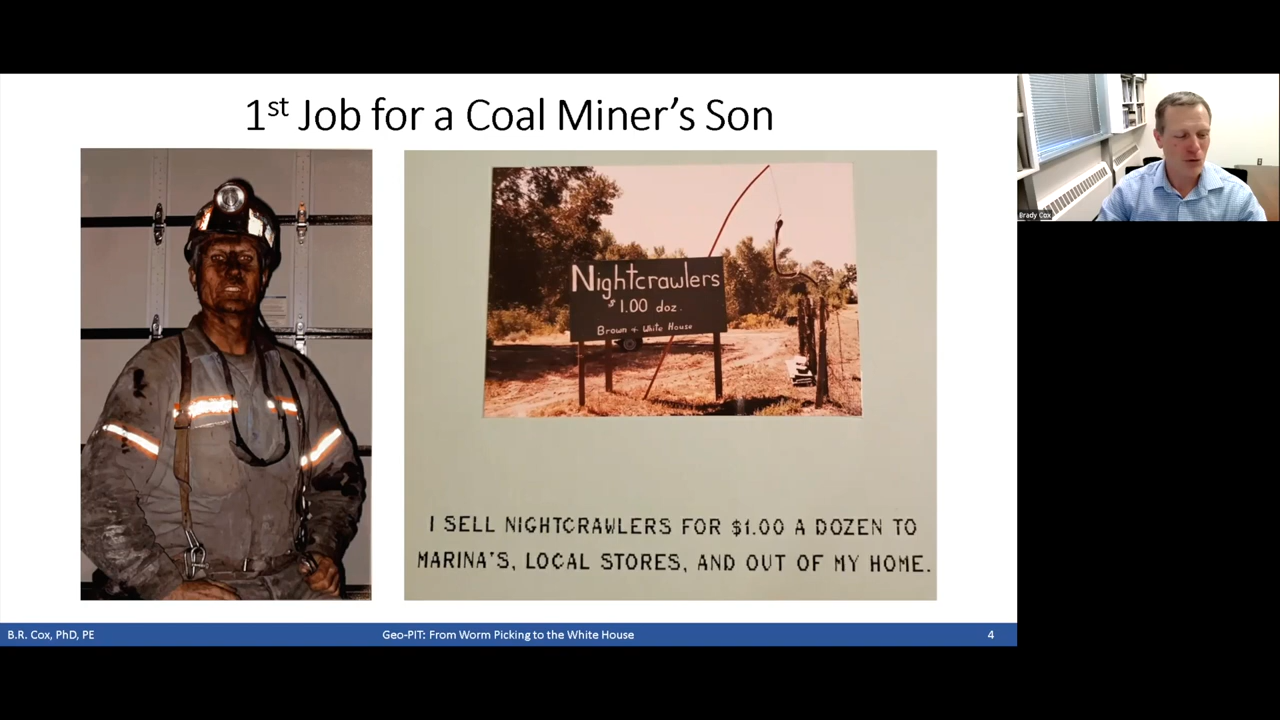 1st Job for a Coal Miner's Son
Brady Cox
Nightcrawlers
$1.00 doz.
Brown & White House
I SELL NIGHTCRAWLERS FOR $1.00 A DOZEN TO
MARINA'S, LOCAL STORES, AND OUT OF MY HOME.
B.R. Cox, PhD, PE
Geo-PIT: From Worm Picking to the White House
4